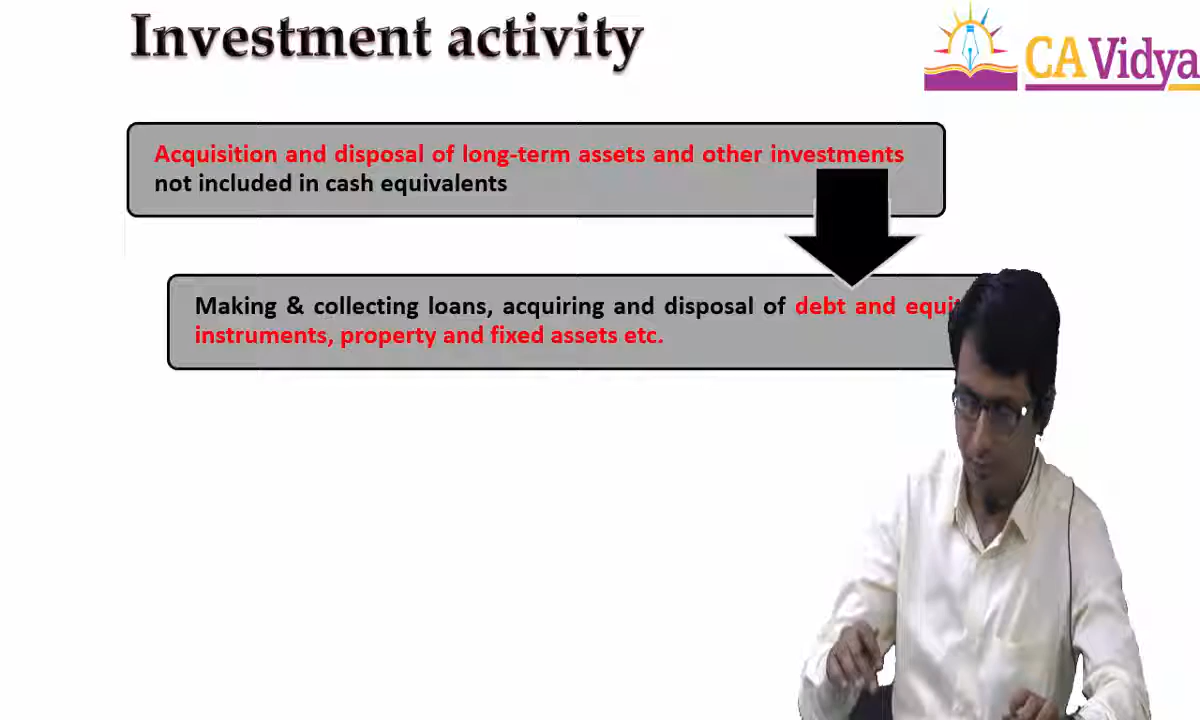 Investment activity
CA Vidya
Acquisition and disposal of long-term assets and other investments
not included in cash equivalents
Making & collecting loans, acquiring and disposal of debt and
instruments, property and fixed assets etc.